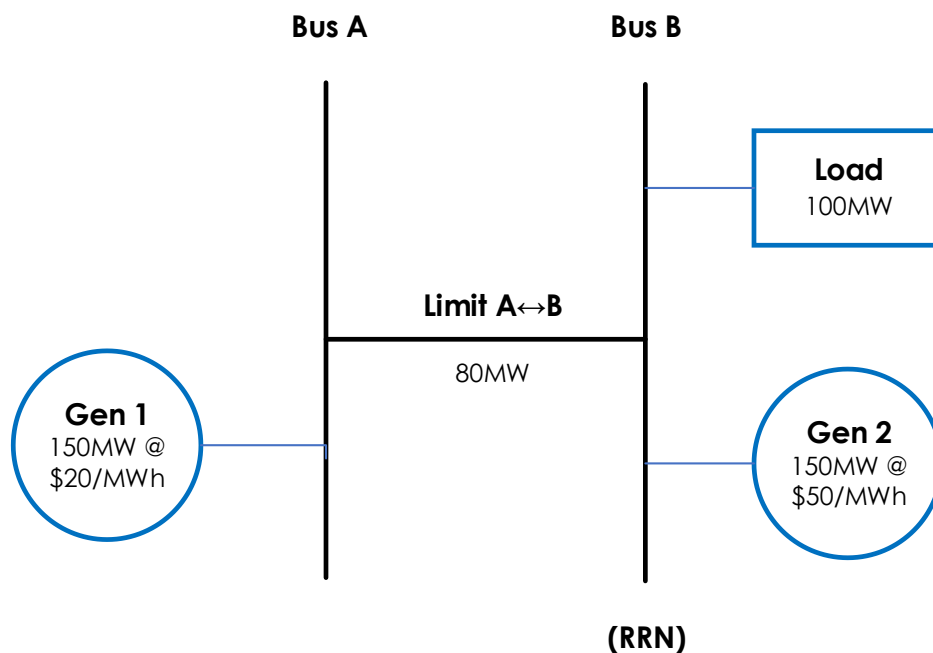 Bus A
Bus B
Load
100MW
Limit A↔B
80MW
Gen 1
150MW @
$20/MWh
Gen 2
150MW @
$50/MWh
(RRN)